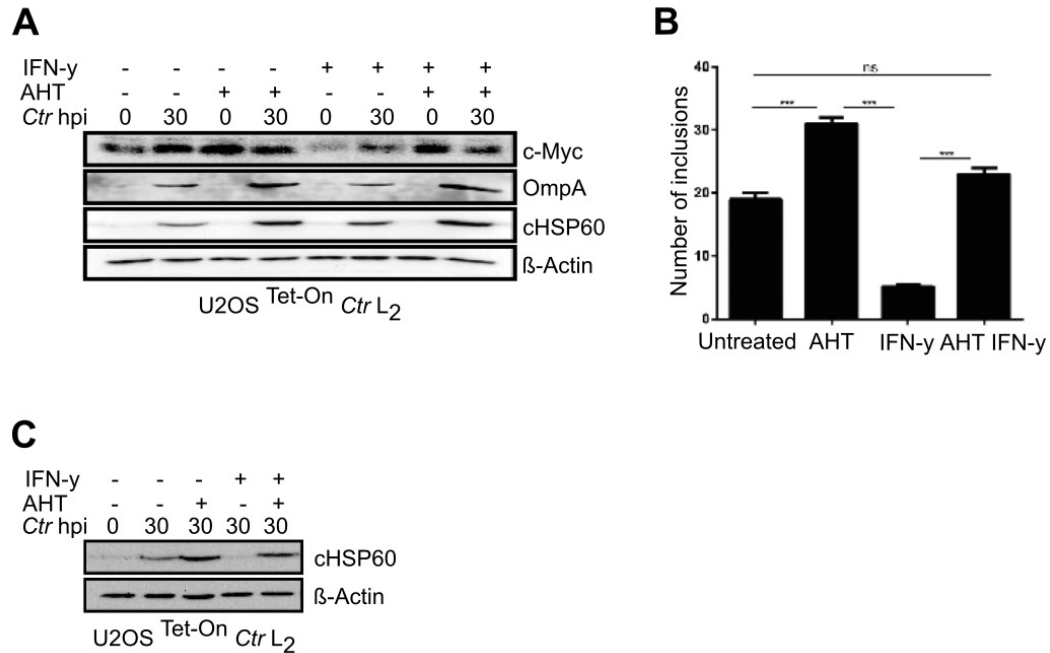 A
IFN-y - - - - + + + +
AHT - - + + - - + +
Ctr hpi 0 30 0 30 0 30 0 30
c-Myc
OmpA
cHSP60
ß-Actin
U2OS Tet-On Ctr L2
B
Number of inclusions
40
30
20
10
0
ns
***
***
***
Untreated AHT IFN-y AHT IFN-y
C
IFN-y - - - + +
AHT - - + - +
Ctr hpi 0 30 30 30 30
cHSP60
ß-Actin
U2OS Tet-On Ctr L2